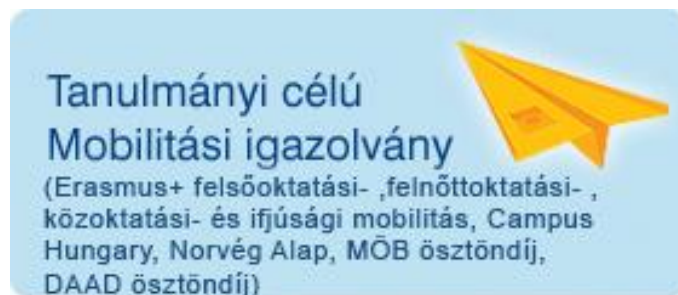 Tanulmányi célú
Mobilitási igazolvány
(Erasmus+ felsőoktatási- ,felnőttoktatási- ,
közoktatási- és ifjúsági mobilitás, Campus
Hungary, Norvég Alap, MÖB ösztöndíj,
DAAD ösztöndíj)